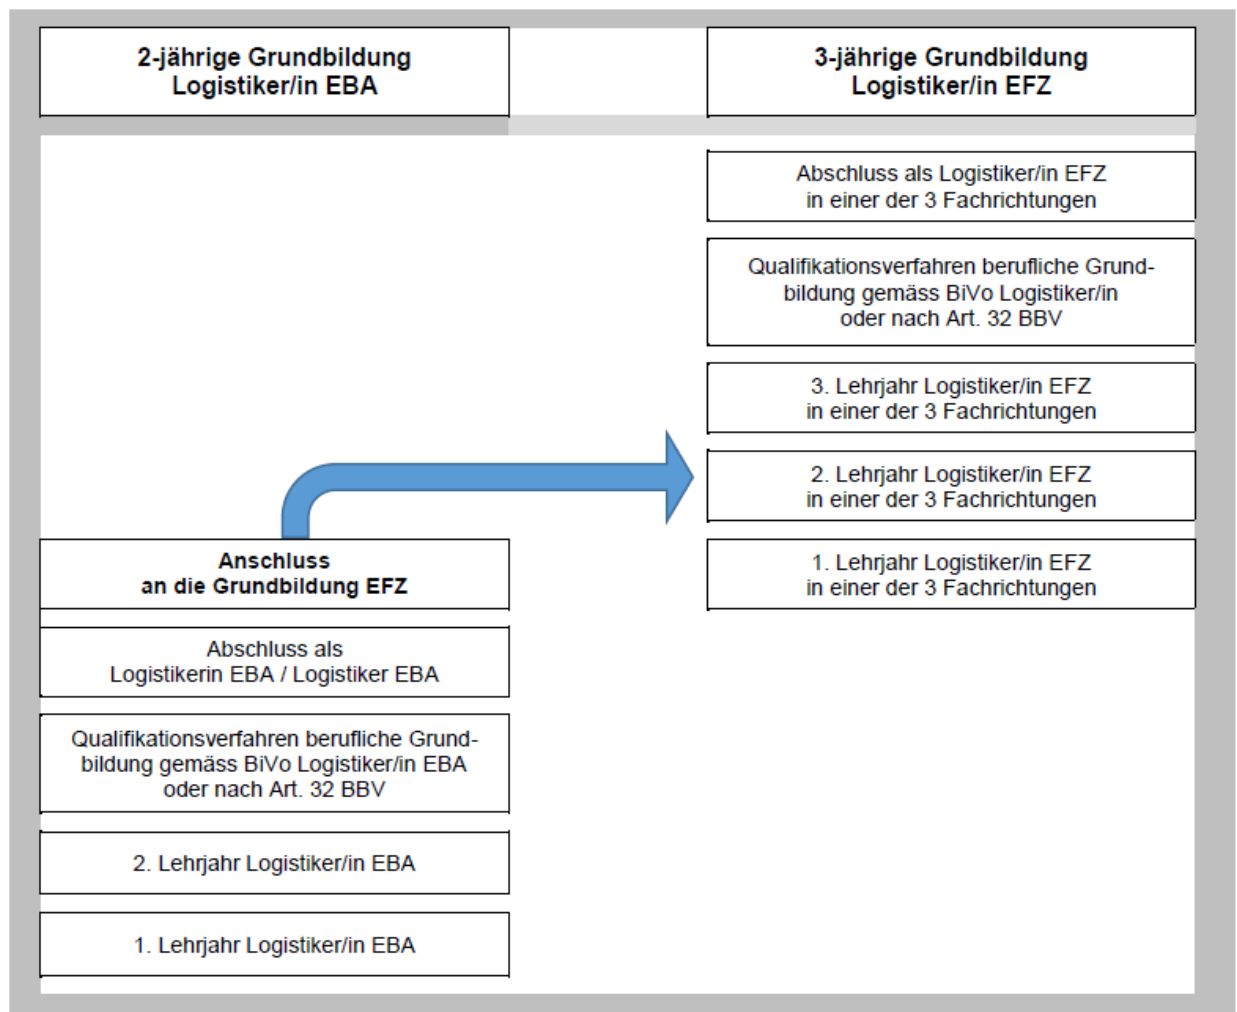 2-jährige Grundbildung
Logistiker/in EBA
3-jährige Grundbildung
Logistiker/in EFZ
Abschluss als Logistiker/in EFZ
in einer der 3 Fachrichtungen
Qualifikationsverfahren berufliche Grund-
bildung gemäss BiVo Logistiker/in
oder nach Art. 32 BBV
3. Lehrjahr Logistiker/in EFZ
in einer der 3 Fachrichtungen
2. Lehrjahr Logistiker/in EFZ
in einer der 3 Fachrichtungen
1. Lehrjahr Logistiker/in EFZ
in einer der 3 Fachrichtungen
Anschluss
an die Grundbildung EFZ
Abschluss als
Logistikerin EBA / Logistiker EBA
Qualifikationsverfahren berufliche Grund-
bildung gemäss BiVo Logistiker/in EBA
oder nach Art. 32 BBV
2. Lehrjahr Logistiker/in EBA
1. Lehrjahr Logistiker/in EBA